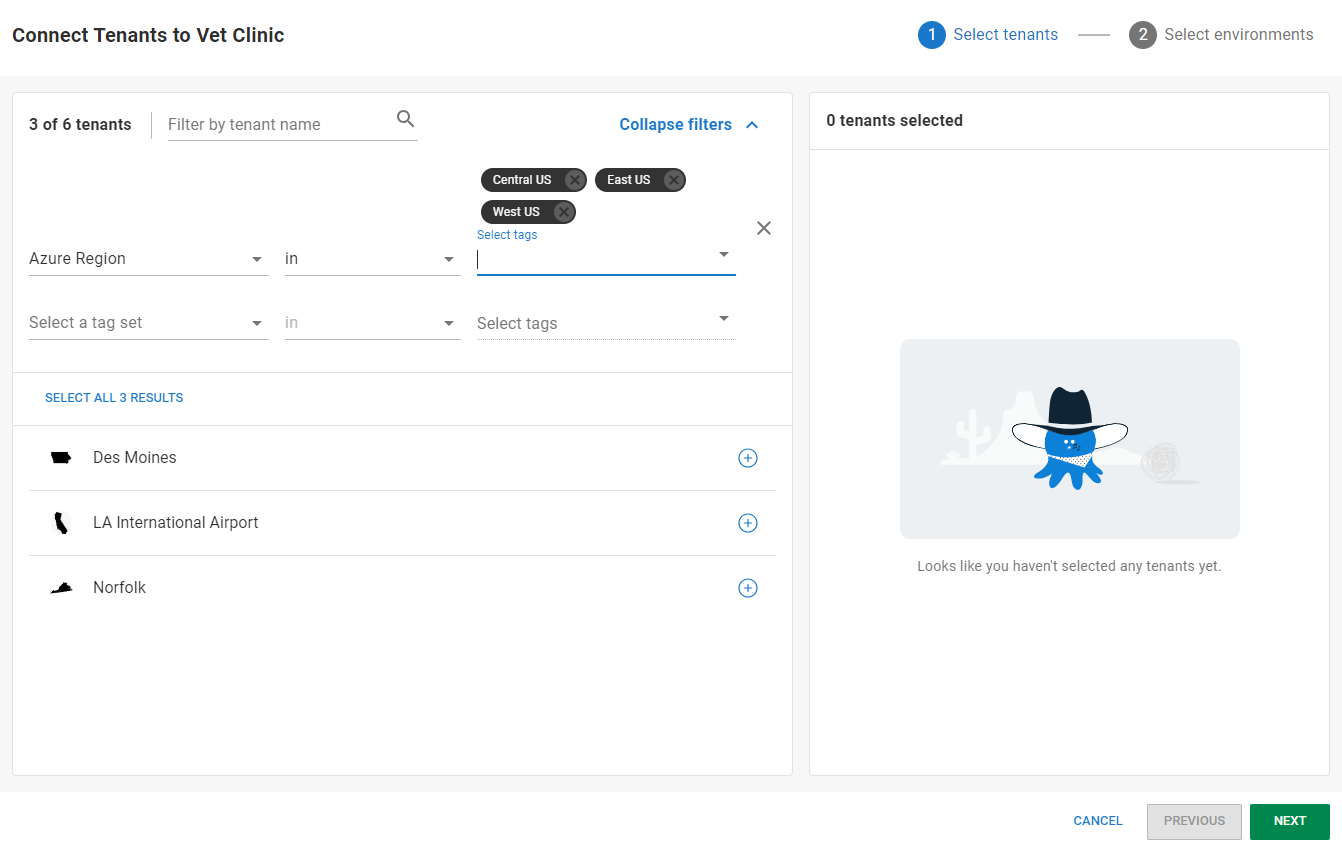 Connect Tenants to Vet Clinic
1 Select tenants
2 Select environments
3 of 6 tenants
Filter by tenant name
Collapse filters
Central US
East US
West US
Select tags
Azure Region
in
Select a tag set
in
Select tags
SELECT ALL 3 RESULTS
Des Moines
LA International Airport
Norfolk
0 tenants selected
Looks like you haven't selected any tenants yet.
CANCEL
PREVIOUS
NEXT